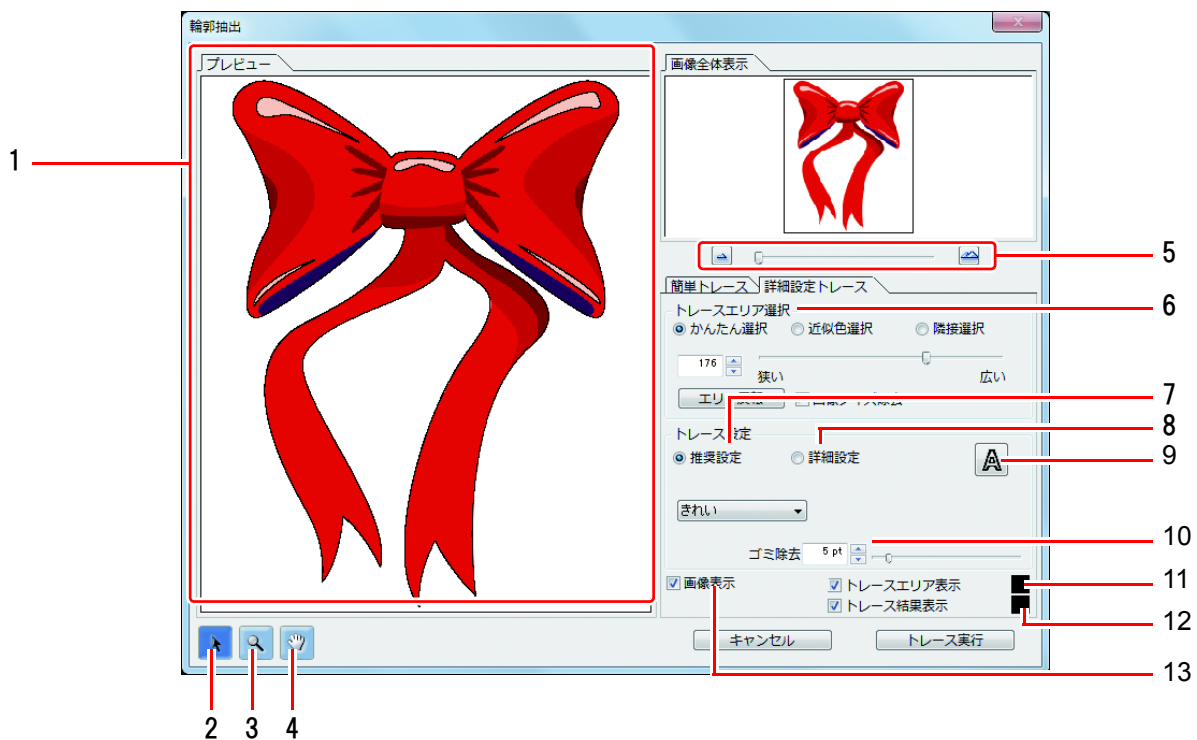 輪郭抽出
プレビュー
画像全体表示
1
5
簡単トレース 詳細設定トレース
トレースエリア選択
6
かんたん選択 近似色選択 隣接選択
176
狭い 広い
7
トレース 定
8
推奨設定 詳細設定
A
9
きれい
10
ゴミ除去 5 pt
画像表示 トレースエリア表示
11
トレース結果表示
12
キャンセル トレース実行
13
2 3 4